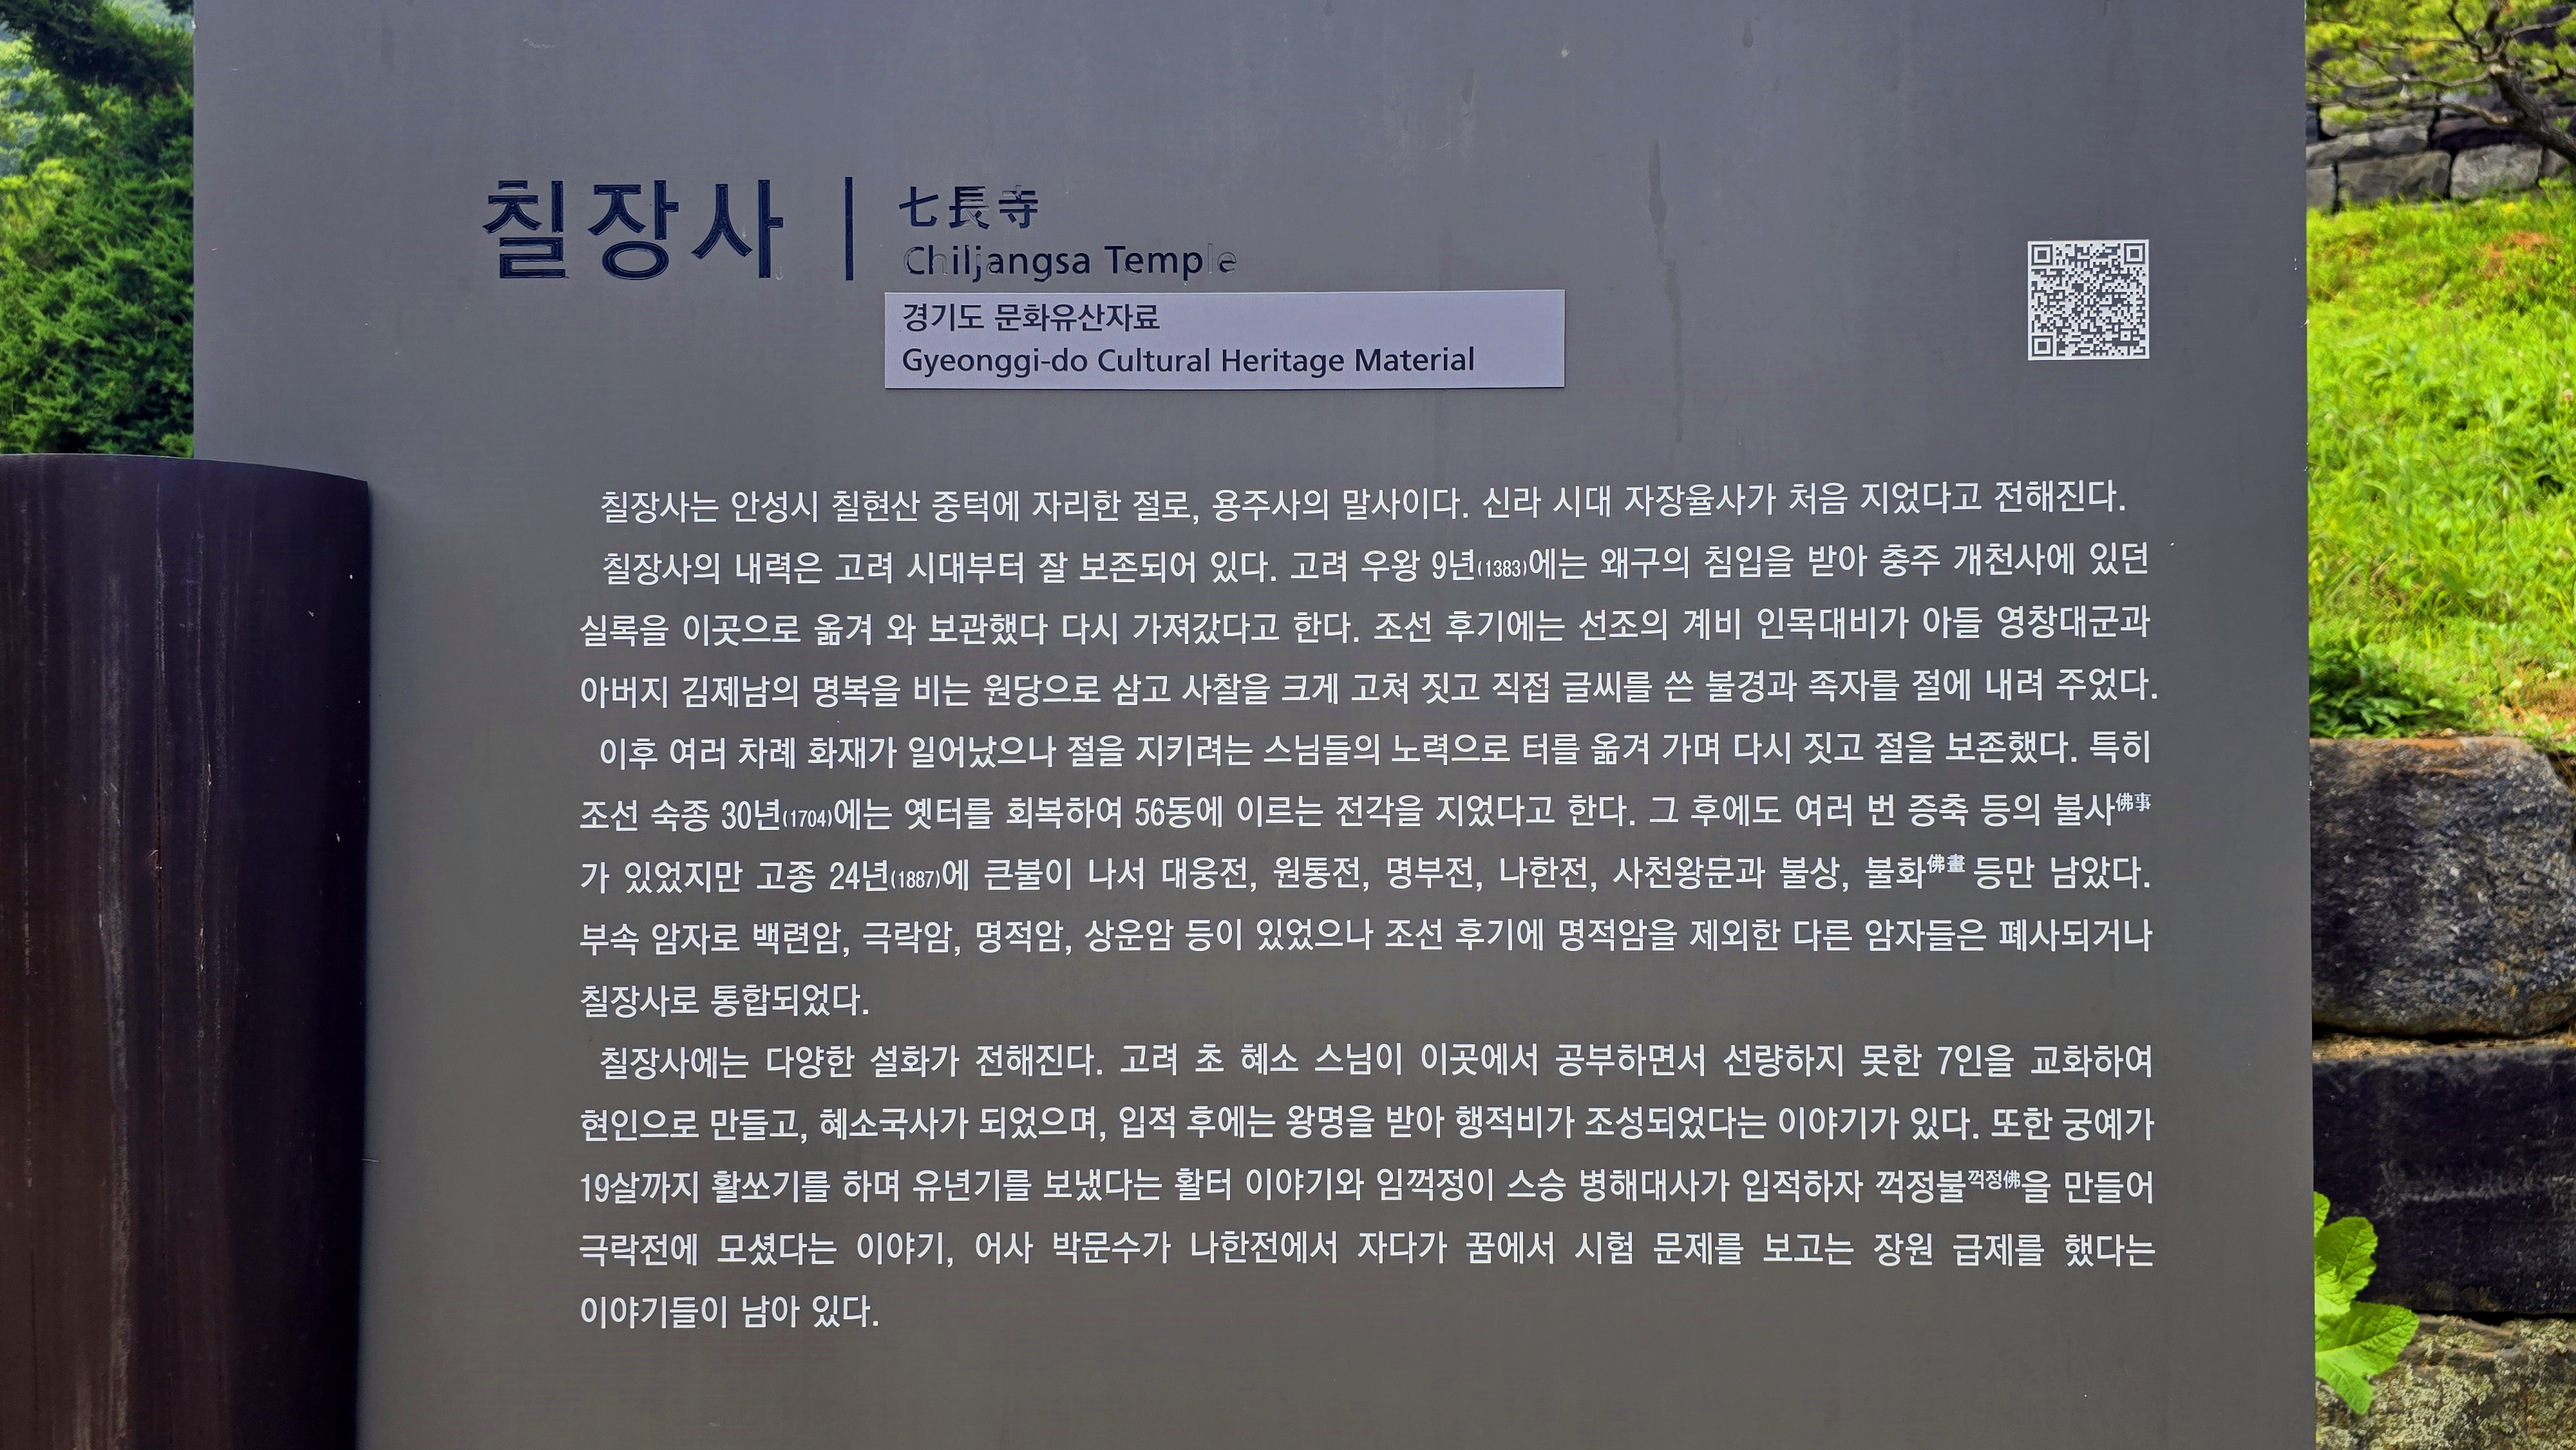 칠장사
七長寺
Chiljangsa Temple
경기도 문화유산자료
Gyeonggi-do Cultural Heritage Material
칠장사는 안성시 칠현산 중턱에 자리한 절로, 용주사의 말사이다. 신라 시대 자장율사가 처음 지었다고 전해진다.
칠장사의 내력은 고려 시대부터 잘 보존되어 있다. 고려 우왕 9년(1383)에는 왜구의 침입을 받아 충주 개천사에 있던
실록을 이곳으로 옮겨 와 보관했다 다시 가져갔다고 한다. 조선 후기에는 선조의 계비 인목대비가 아들 영창대군과
아버지 김제남의 명복을 비는 원당으로 삼고 사찰을 크게 고쳐 짓고 직접 글씨를 쓴 불경과 족자를 절에 내려 주었다.
이후 여러 차례 화재가 일어났으나 절을 지키려는 스님들의 노력으로 터를 옮겨 가며 다시 짓고 절을 보존했다. 특히
조선 숙종 30년(1704)에는 옛터를 회복하여 56동에 이르는 전각을 지었다고 한다. 그 후에도 여러 번 증축 등의 불사佛事
가 있었지만 고종 24년(1887)에 큰불이 나서 대웅전, 원통전, 명부전, 나한전, 사천왕문과 불상, 불화佛畫 등만 남았다.
부속 암자로 백련암, 극락암, 명적암, 상운암 등이 있었으나 조선 후기에 명적암을 제외한 다른 암자들은 폐사되거나
칠장사로 통합되었다.
칠장사에는 다양한 설화가 전해진다. 고려 초 혜소 스님이 이곳에서 공부하면서 선량하지 못한 7인을 교화하여
현인으로 만들고, 혜소국사가 되었으며, 입적 후에는 왕명을 받아 행적비가 조성되었다는 이야기가 있다. 또한 궁예가
19살까지 활쏘기를 하며 유년기를 보냈다는 활터 이야기와 임꺽정이 스승 병해대사가 입적하자 꺽정불꺽정佛을 만들어
극락전에 모셨다는 이야기, 어사 박문수가 나한전에서 자다가 꿈에서 시험 문제를 보고는 장원 급제를 했다는
이야기들이 남아 있다.